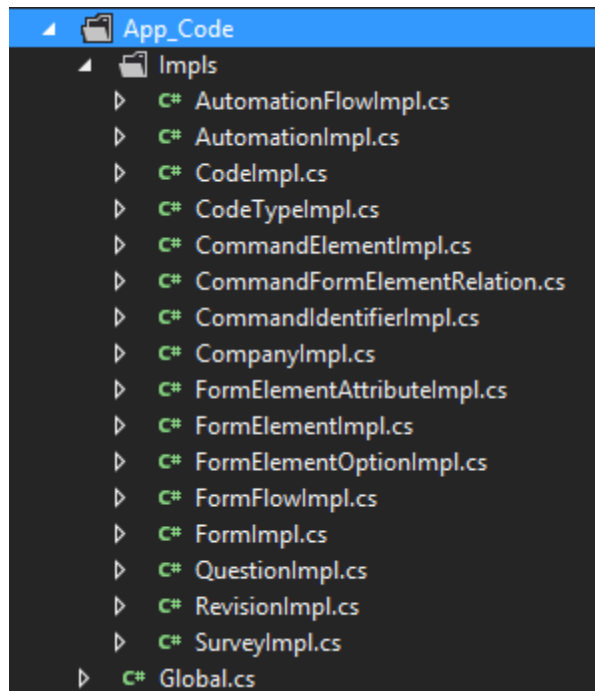 App_Code
Impls
C# AutomationFlowImpl.cs
C# AutomationImpl.cs
C# CodeImpl.cs
C# CodeTypeImpl.cs
C# CommandElementImpl.cs
C# CommandFormElementRelation.cs
C# CommandIdentifierImpl.cs
C# CompanyImpl.cs
C# FormElementAttributeImpl.cs
C# FormElementImpl.cs
C# FormElementOptionImpl.cs
C# FormFlowImpl.cs
C# FormImpl.cs
C# QuestionImpl.cs
C# RevisionImpl.cs
C# SurveyImpl.cs
C# Global.cs